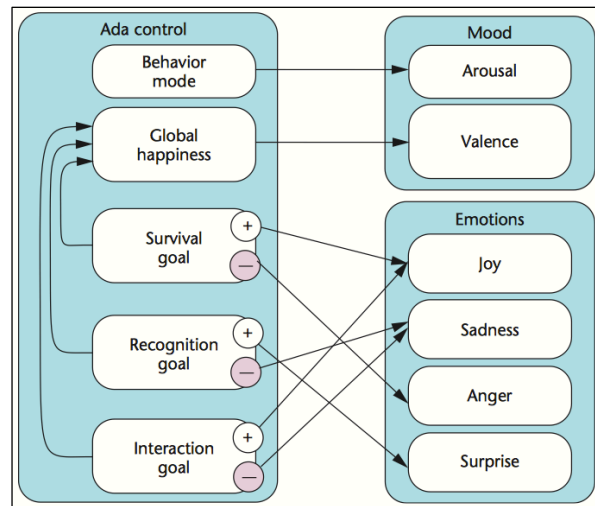 Ada control
Behavior
mode
Global
happiness
Survival
goal
+
—
Recognition
goal
+
—
Interaction
goal
+
—
Mood
Arousal
Valence
Emotions
Joy
Sadness
Anger
Surprise